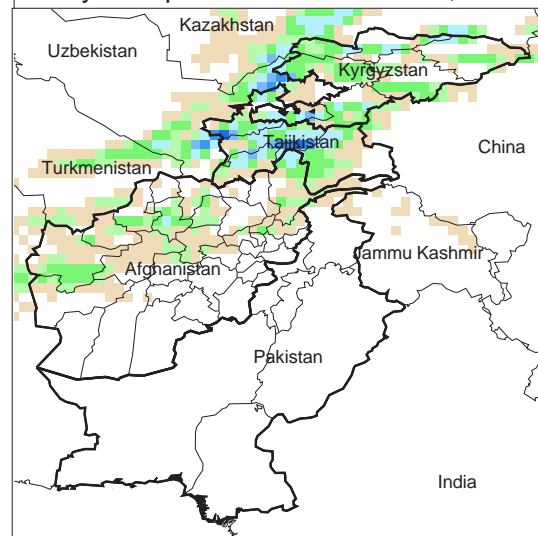 Kazakhstan
Uzbekistan
Kyrgyzstan
Tajikistan
China
Turkmenistan
Jammu Kashmir
Afghanistan
Pakistan
India